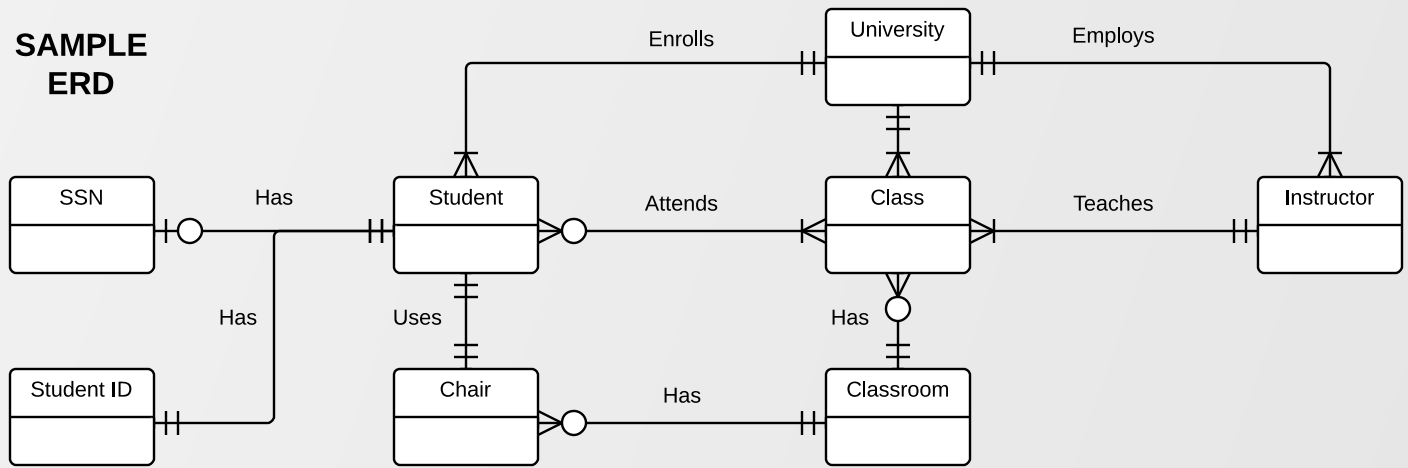 SAMPLE
ERD
University
Enrolls
Employs
SSN
Has
Student
Attends
Class
Teaches
Instructor
Has
Uses
Has
Student ID
Chair
Has
Classroom